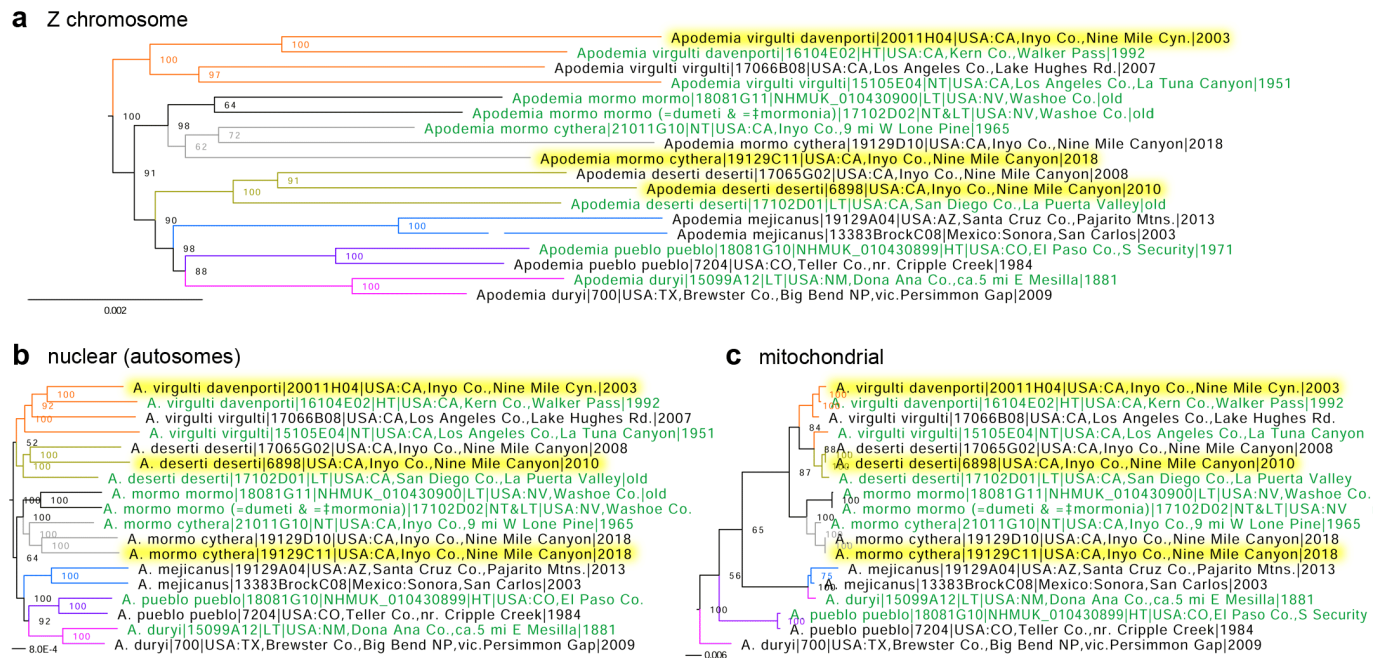 a Z chromosome
100
Apodemia virgulti davenporti|20011H04|USA:CA,Inyo Co.,Nine Mile Cyn.|2003
Apodemia virgulti davenporti|16104E02|HT|USA:CA,Kern Co.,Walker Pass|1992
100
Apodemia virgulti virgulti|17066B08|USA:CA,Los Angeles Co.,Lake Hughes Rd.|2007
97
Apodemia virgulti virgulti|15105E04|NT|USA:CA,Los Angeles Co.,La Tuna Canyon|1951
Apodemia mormo mormo|18081G11|NHMUK_010430900|LT|USA:NV,Washoe Co.|old
64
Apodemia mormo mormo (=dumeti & =‡mormonia)|17102D02|NT&LT|USA:NV,Washoe Co.|old
100
98
Apodemia mormo cythera|21011G10|NT|USA:CA,Inyo Co.,9 mi W Lone Pine|1965
72
Apodemia mormo cythera|19129D10|USA:CA,Inyo Co.,Nine Mile Canyon|2018
62
Apodemia mormo cythera|19129C11|USA:CA,Inyo Co.,Nine Mile Canyon|2018
91
Apodemia deserti deserti|17065G02|USA:CA,Inyo Co.,Nine Mile Canyon|2008
91
Apodemia deserti deserti|6898|USA:CA,Inyo Co.,Nine Mile Canyon|2010
100
Apodemia deserti deserti|17102D01|LT|USA:CA,San Diego Co.,La Puerta Valley|old
90
Apodemia mejicanus|19129A04|USA:AZ,Santa Cruz Co.,Pajarito Mtns.|2013
100
Apodemia mejicanus|13383BrockC08|Mexico:Sonora,San Carlos|2003
98
Apodemia pueblo pueblo|18081G10|NHMUK_010430899|HT|USA:CO,El Paso Co.,S Security|1971
100
Apodemia pueblo pueblo|7204|USA:CO,Teller Co.,nr. Cripple Creek|1984
88
Apodemia duryi|15099A12|LT|USA:NM,Dona Ana Co.,ca.5 mi E Mesilla|1881
100
Apodemia duryi|700|USA:TX,Brewster Co.,Big Bend NP,vic.Persimmon Gap|2009
0.002
b nuclear (autosomes)
A. virgulti davenporti|20011H04|USA:CA,Inyo Co.,Nine Mile Cyn.|2003
100
A. virgulti davenporti|16104E02|HT|USA:CA,Kern Co.,Walker Pass|1992
92
A. virgulti virgulti|17066B08|USA:CA,Los Angeles Co.,Lake Hughes Rd.|2007
100
A. virgulti virgulti|15105E04|NT|USA:CA,Los Angeles Co.,La Tuna Canyon|1951
52
A. deserti deserti|17065G02|USA:CA,Inyo Co.,Nine Mile Canyon|2008
100
A. deserti deserti|6898|USA:CA,Inyo Co.,Nine Mile Canyon|2010
100
A. deserti deserti|17102D01|LT|USA:CA,San Diego Co.,La Puerta Valley|old
A. mormo mormo|18081G11|NHMUK_010430900|LT|USA:NV,Washoe Co.|old
100
100
A. mormo mormo (=dumeti & =‡mormonia)|17102D02|NT&LT|USA:NV,Washoe Co.
A. mormo cythera|21011G10|NT|USA:CA,Inyo Co.,9 mi W Lone Pine|1965
100
A. mormo cythera|19129D10|USA:CA,Inyo Co.,Nine Mile Canyon|2018
100
100
A. mormo cythera|19129C11|USA:CA,Inyo Co.,Nine Mile Canyon|2018
64
A. mejicanus|19129A04|USA:AZ,Santa Cruz Co.,Pajarito Mtns.|2013
100
A. mejicanus|13383BrockC08|Mexico:Sonora,San Carlos|2003
A. pueblo pueblo|18081G10|NHMUK_010430899|HT|USA:CO,El Paso Co.
100
A. pueblo pueblo|7204|USA:CO,Teller Co.,nr. Cripple Creek|1984
92
A. duryi|15099A12|LT|USA:NM,Dona Ana Co.,ca.5 mi E Mesilla|1881
100
A. duryi|700|USA:TX,Brewster Co.,Big Bend NP,vic.Persimmon Gap|2009
8.0E-4
c mitochondrial
A. virgulti davenporti|20011H04|USA:CA,Inyo Co.,Nine Mile Cyn.|2003
100
A. virgulti davenporti|16104E02|HT|USA:CA,Kern Co.,Walker Pass|1992
A. virgulti virgulti|17066B08|USA:CA,Los Angeles Co.,Lake Hughes Rd.
84
A. virgulti virgulti|15105E04|NT|USA:CA,Los Angeles Co.,La Tuna Canyon
88
A. deserti deserti|17065G02|USA:CA,Inyo Co.,Nine Mile Canyon|2008
A. deserti deserti|6898|USA:CA,Inyo Co.,Nine Mile Canyon|2010
87
A. deserti deserti|17102D01|LT|USA:CA,San Diego Co.,La Puerta Valley
A. mormo mormo|18081G11|NHMUK_010430900|LT|USA:NV,Washoe Co.
100
A. mormo mormo (=dumeti & =‡mormonia)|17102D02|NT&LT|USA:NV
100
A. mormo cythera|21011G10|NT|USA:CA,Inyo Co.,9 mi W Lone Pine|1965
65
100
A. mormo cythera|19129D10|USA:CA,Inyo Co.,Nine Mile Canyon|2018
100
A. mormo cythera|19129C11|USA:CA,Inyo Co.,Nine Mile Canyon|2018
A. mejicanus|19129A04|USA:AZ,Santa Cruz Co.,Pajarito Mtns.|2013
56
75
A. mejicanus|13383BrockC08|Mexico:Sonora,San Carlos|2003
100
A. duryi|15099A12|LT|USA:NM,Dona Ana Co.,ca.5 mi E Mesilla|1881
100
A. pueblo pueblo|18081G10|NHMUK_010430899|HT|USA:CO,El Paso Co.,S Security
100
A. pueblo pueblo|7204|USA:CO,Teller Co.,nr. Cripple Creek|1984
A. duryi|700|USA:TX,Brewster Co.,Big Bend NP,vic.Persimmon Gap|2009
0.006